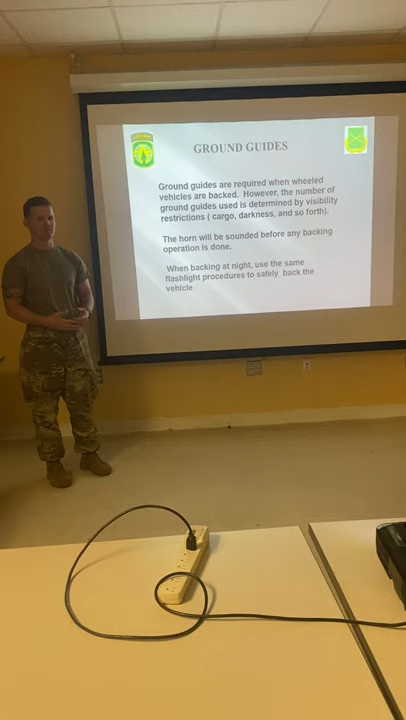 GROUND GUIDES
Ground guides are required when wheeled
vehicles are backed. However, the number of
ground guides used is determined by visibility
restrictions ( cargo, darkness, and so forth).
The horn will be sounded before any backing
operation is done.
When backing at night, use the same
flashlight procedures to safely back the
vehicle.